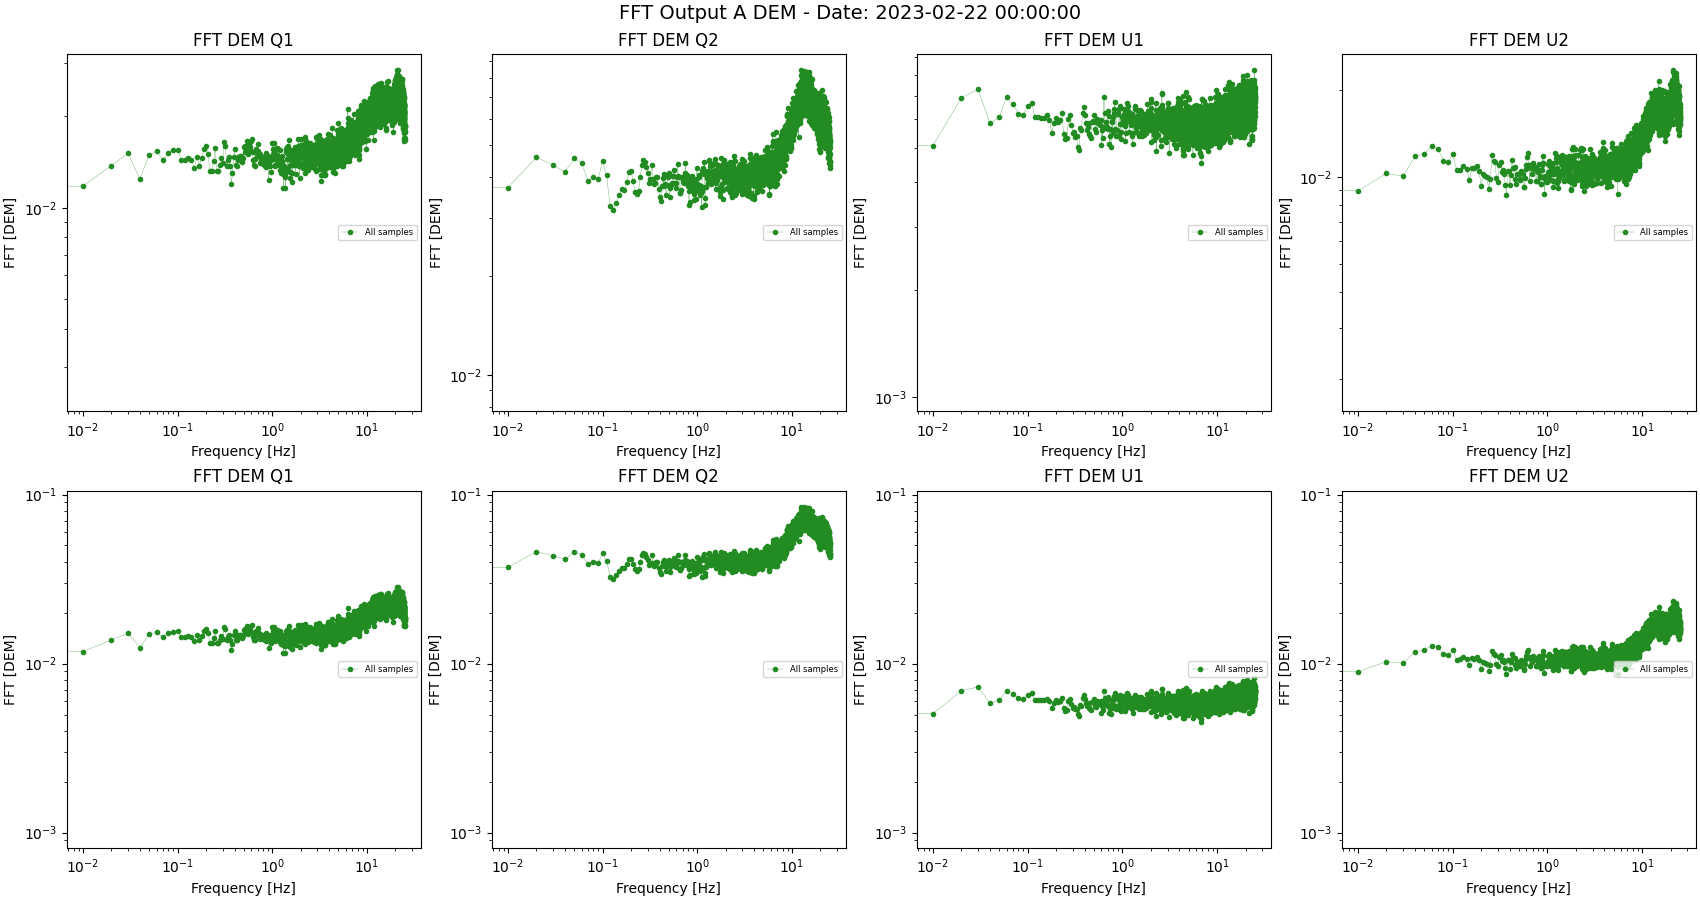 FFT Output A DEM - Date: 2023-02-22 00:00:00
FFT DEM Q1
FFT [DEM]
10⁻²
All samples
10⁻² 10⁻¹ 10⁰ 10¹
Frequency [Hz]
FFT DEM Q2
FFT [DEM]
10⁻²
All samples
10⁻² 10⁻¹ 10⁰ 10¹
Frequency [Hz]
FFT DEM U1
FFT [DEM]
10⁻³
All samples
10⁻² 10⁻¹ 10⁰ 10¹
Frequency [Hz]
FFT DEM U2
FFT [DEM]
10⁻²
All samples
10⁻² 10⁻¹ 10⁰ 10¹
Frequency [Hz]
FFT DEM Q1
FFT [DEM]
10⁻¹
10⁻²
10⁻³
All samples
10⁻² 10⁻¹ 10⁰ 10¹
Frequency [Hz]
FFT DEM Q2
FFT [DEM]
10⁻¹
10⁻²
10⁻³
All samples
10⁻² 10⁻¹ 10⁰ 10¹
Frequency [Hz]
FFT DEM U1
FFT [DEM]
10⁻¹
10⁻²
10⁻³
All samples
10⁻² 10⁻¹ 10⁰ 10¹
Frequency [Hz]
FFT DEM U2
FFT [DEM]
10⁻¹
10⁻²
10⁻³
All samples
10⁻² 10⁻¹ 10⁰ 10¹
Frequency [Hz]